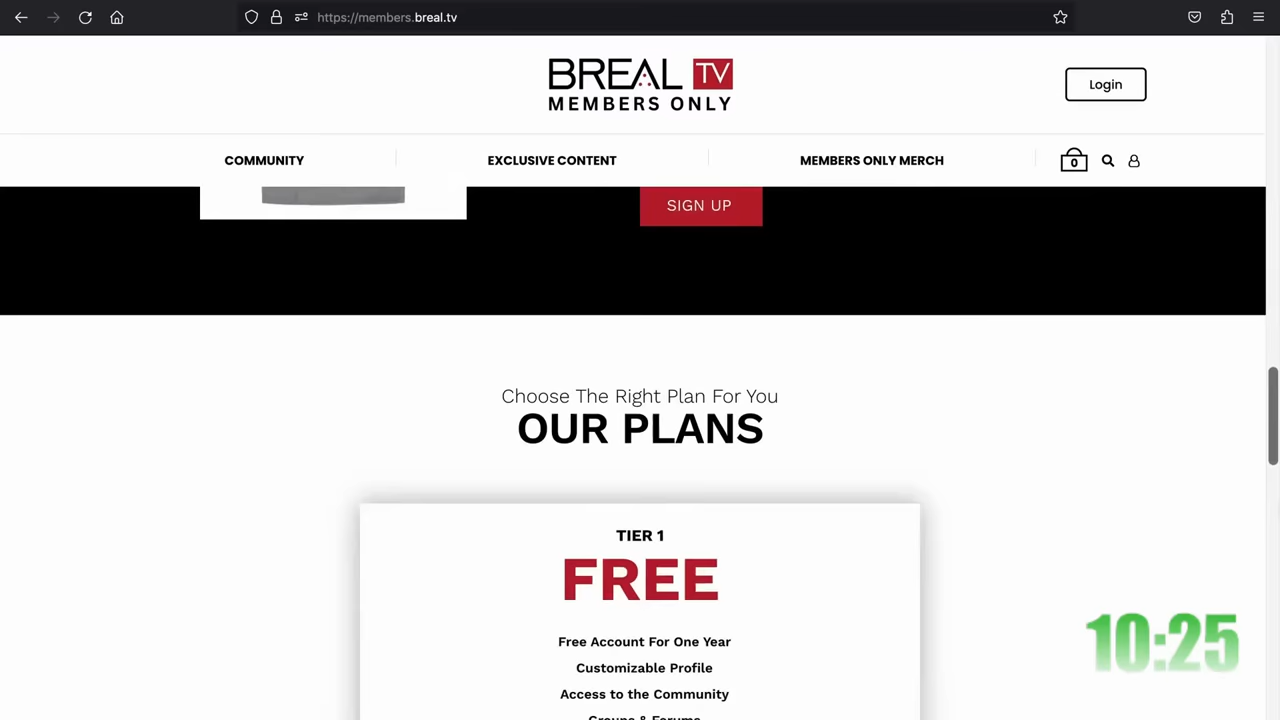 https://members.breal.tv
BREAL TV
MEMBERS ONLY
Login
COMMUNITY
EXCLUSIVE CONTENT
MEMBERS ONLY MERCH
0
SIGN UP
Choose The Right Plan For You
OUR PLANS
TIER 1
FREE
Free Account For One Year
Customizable Profile
Access to the Community
Groups & Forums
10:25